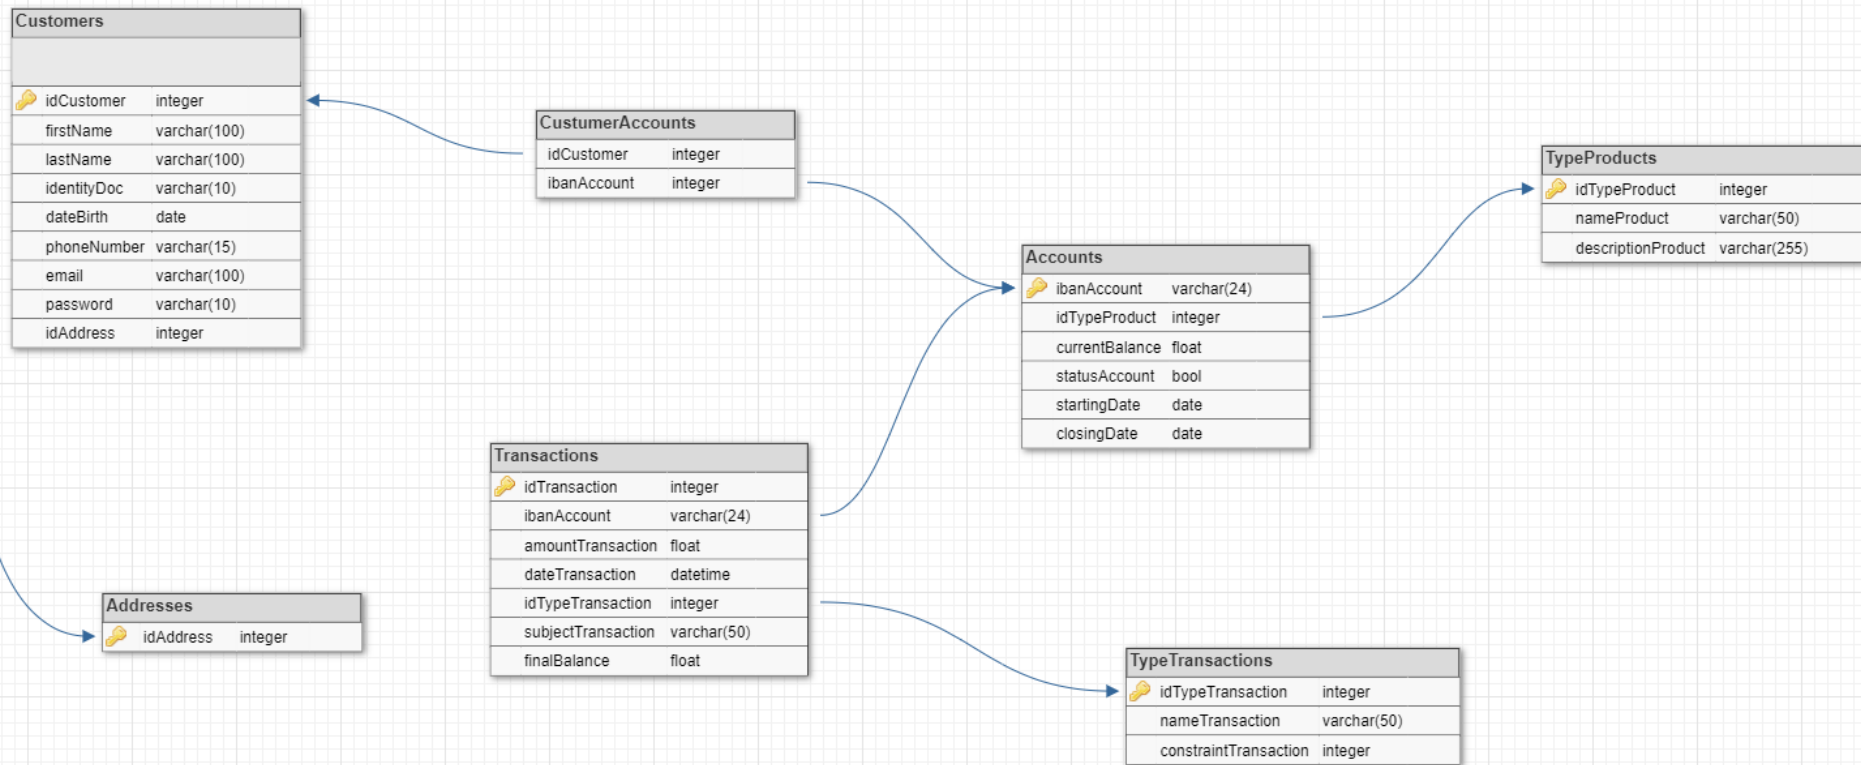 Customers
idCustomer integer
firstName varchar(100)
lastName varchar(100)
identityDoc varchar(10)
dateBirth date
phoneNumber varchar(15)
email varchar(100)
password varchar(10)
idAddress integer
CustumerAccounts
idCustomer integer
ibanAccount integer
TypeProducts
idTypeProduct integer
nameProduct varchar(50)
descriptionProduct varchar(255)
Accounts
ibanAccount varchar(24)
idTypeProduct integer
currentBalance float
statusAccount bool
startingDate date
closingDate date
Transactions
idTransaction integer
ibanAccount varchar(24)
amountTransaction float
dateTransaction datetime
idTypeTransaction integer
subjectTransaction varchar(50)
finalBalance float
Addresses
idAddress integer
TypeTransactions
idTypeTransaction integer
nameTransaction varchar(50)
constraintTransaction integer